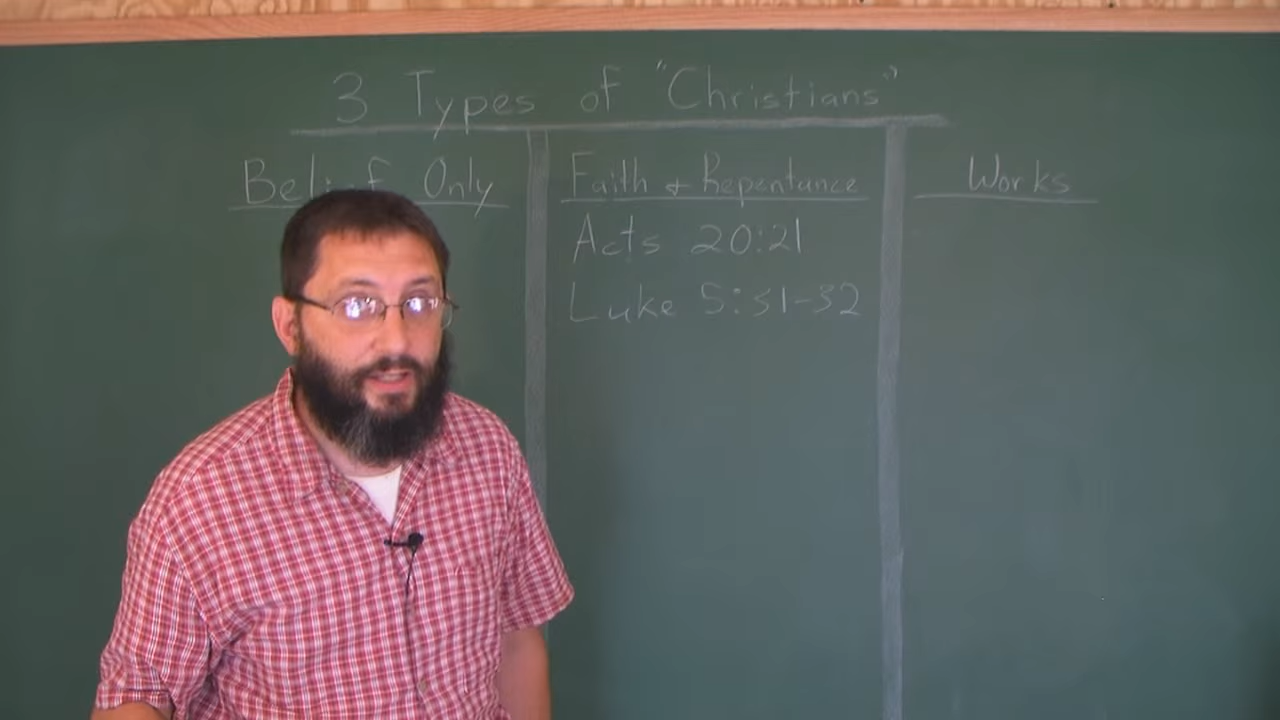 3 Types of "Christians"
Belief Only
Faith & Repentance
Acts 20:21
Luke 5:31-32
Works